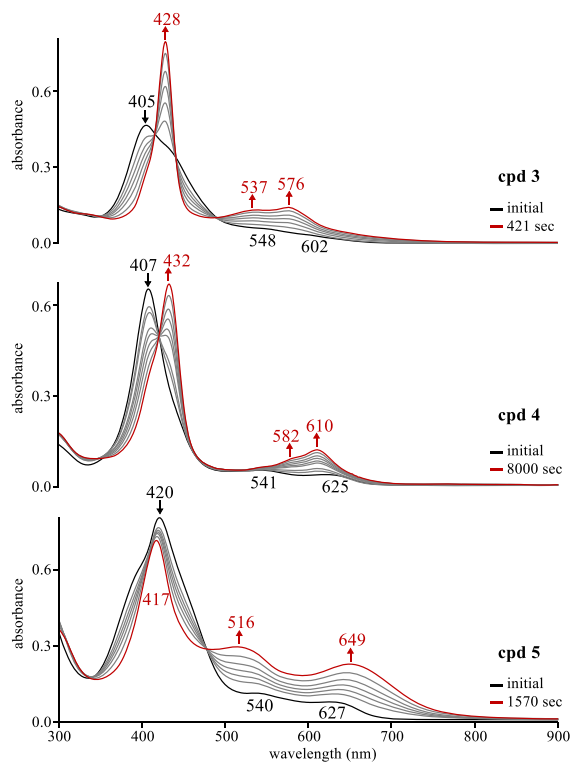 428
405
0.6
0.3
0.0
absorbance
537
576
548
602
cpd 3
initial
421 sec
407
432
0.6
0.3
0.0
absorbance
582
610
541
625
cpd 4
initial
8000 sec
420
417
0.6
0.3
0.0
absorbance
516
649
540
627
cpd 5
initial
1570 sec
300
400
500
600
700
800
900
wavelength (nm)